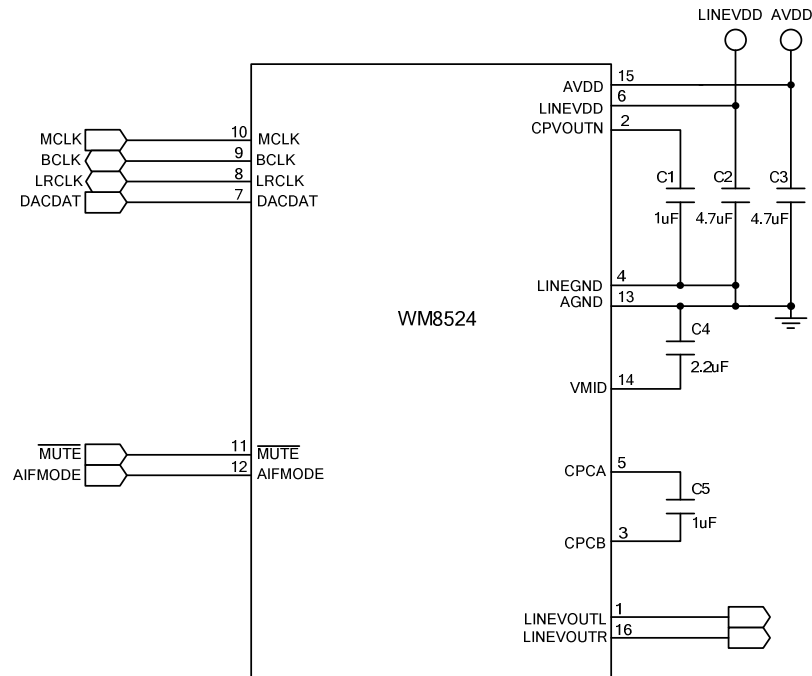 LINEVDD AVDD
15
AVDD
6
LINEVDD
2
CPVOUTN
MCLK 10 MCLK
BCLK 9 BCLK
LRCLK 8 LRCLK
DACDAT 7 DACDAT
C1 C2 C3
1uF 4.7uF 4.7uF
4
LINEGND
13
AGND
WM8524
C4
2.2uF
14
VMID
MUTE 11 MUTE
AIFMODE 12 AIFMODE
5
CPCA
C5
1uF
3
CPCB
1
LINEVOUTL
16
LINEVOUTR